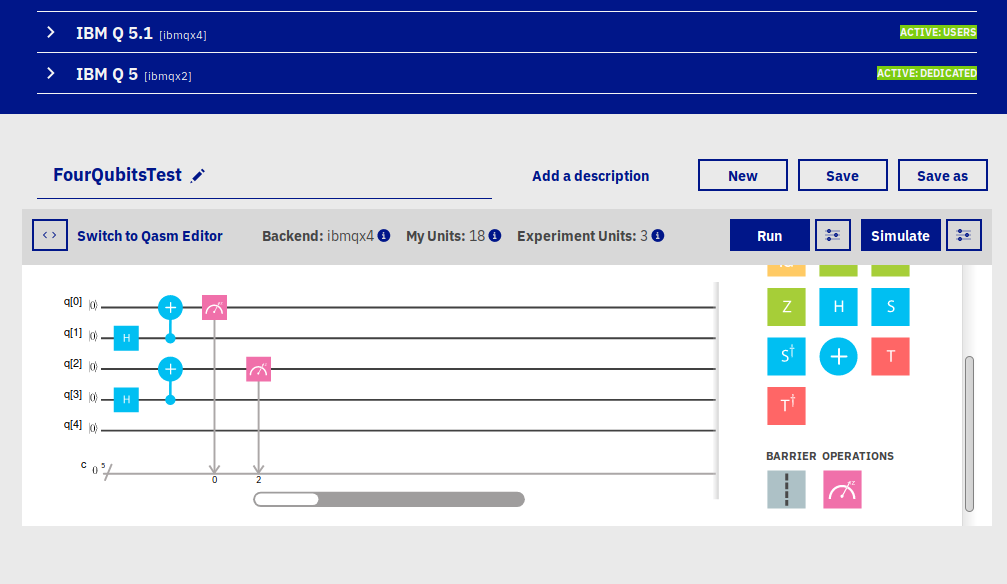 IBM Q 5.1 [ibmqx4] ACTIVE: USERS
IBM Q 5 [ibmqx2] ACTIVE: DEDICATED
FourQubitsTest Add a description New Save Save as
<> Switch to Qasm Editor Backend: ibmqx4 My Units: 18 Experiment Units: 3 Run Simulate
q[0] |0⟩ + z
Z H S
q[1] |0⟩ H
q[2] |0⟩ + z
S† + T
q[3] |0⟩ H
T†
q[4] |0⟩
BARRIER OPERATIONS
c 0 5
z
0 2